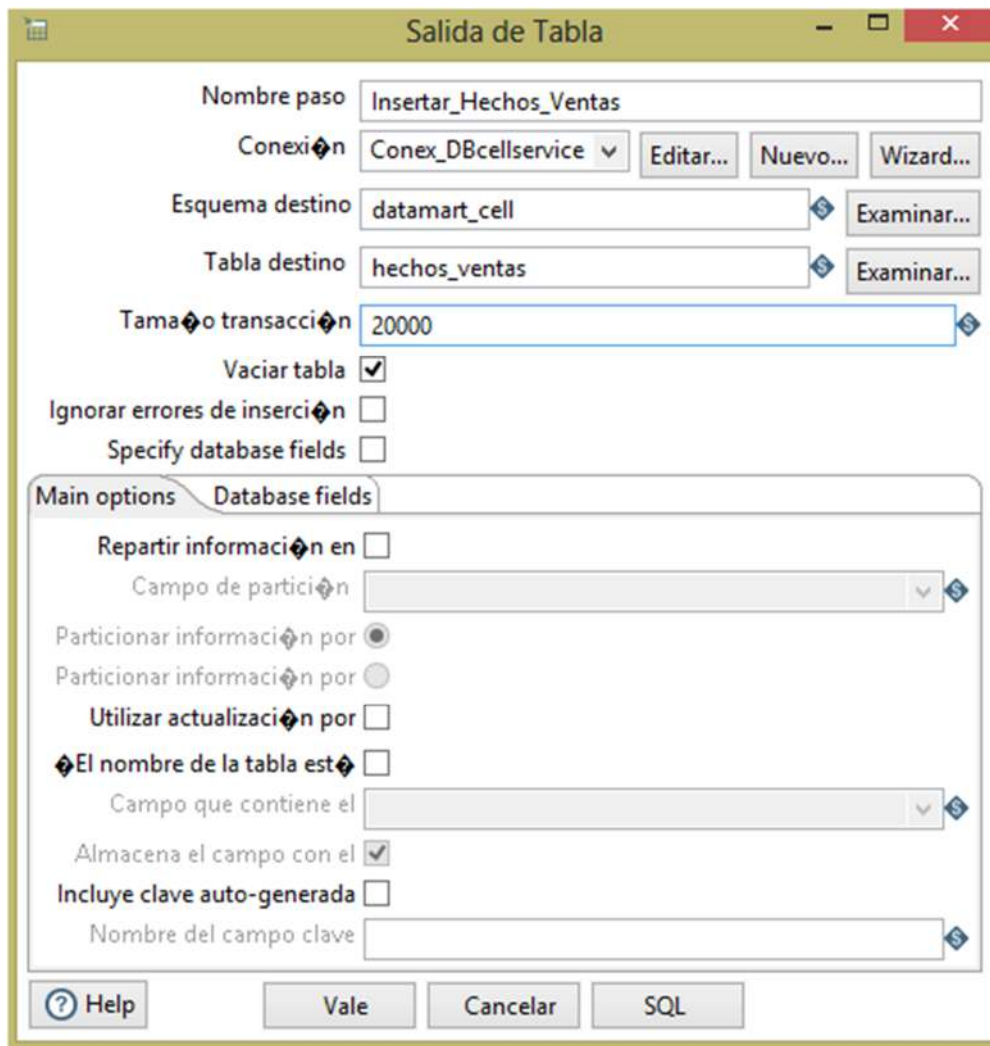 Salida de Tabla
Nombre paso Insertar_Hechos_Ventas
Conexi�n Conex_DBcellservice Editar... Nuevo... Wizard...
Esquema destino datamart_cell Examinar...
Tabla destino hechos_ventas Examinar...
Tama�o transacci�n 20000
Vaciar tabla
Ignorar errores de inserci�n
Specify database fields
Main options Database fields
Repartir informaci�n en
Campo de partici�n
Particionar informaci�n por
Particionar informaci�n por
Utilizar actualizaci�n por
�El nombre de la tabla est�
Campo que contiene el
Almacena el campo con el
Incluye clave auto-generada
Nombre del campo clave
? Help Vale Cancelar SQL